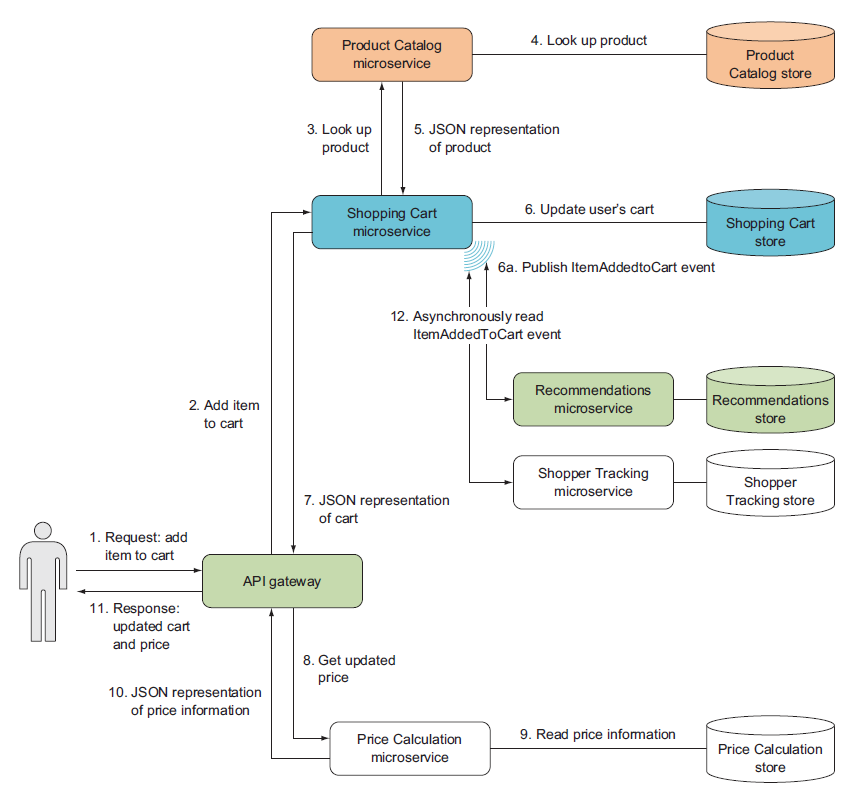 Product Catalog
microservice
4. Look up product
Product
Catalog store
3. Look up
product
5. JSON representation
of product
Shopping Cart
microservice
6. Update user's cart
Shopping Cart
store
6a. Publish ItemAddedtoCart event
12. Asynchronously read
ItemAddedToCart event
Recommendations
microservice
Recommendations
store
2. Add item
to cart
Shopper Tracking
microservice
Shopper
Tracking store
7. JSON representation
of cart
1. Request: add
item to cart
API gateway
11. Response:
updated cart
and price
8. Get updated
price
10. JSON representation
of price information
Price Calculation
microservice
9. Read price information
Price Calculation
store